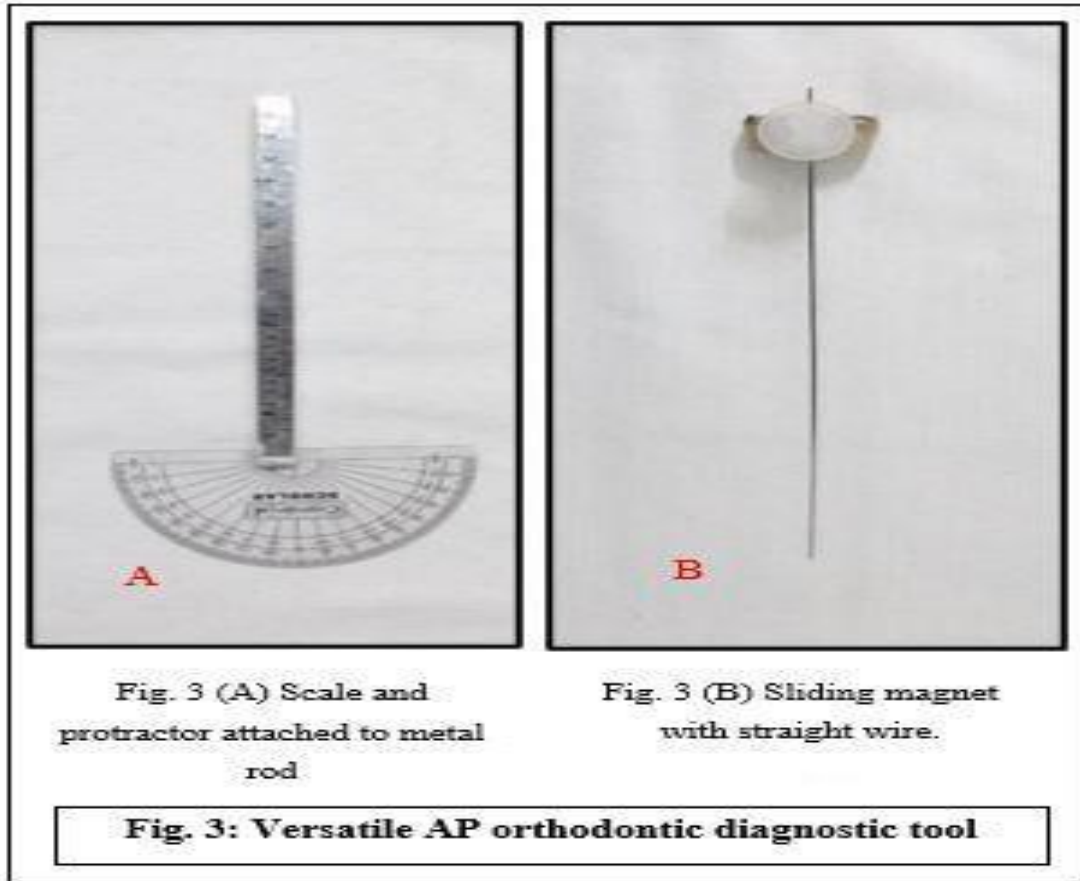 A
B
Fig. 3 (A) Scale and
protractor attached to metal
rod
Fig. 3 (B) Sliding magnet
with straight wire.
Fig. 3: Versatile AP orthodontic diagnostic tool